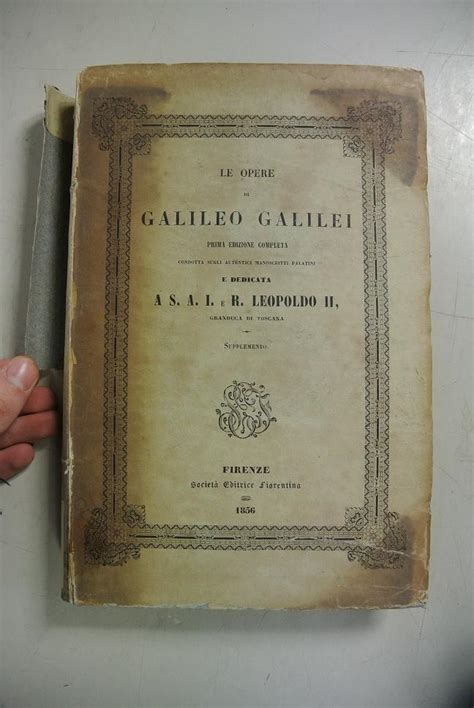 LE OPERE
DI
GALILEO GALILEI
PRIMA EDIZIONE COMPLETA
CONDOTTA SUGLI AUTENTICI MANOSCRITTI PALATINI
E DEDICATA
A S. A. I. E R. LEOPOLDO II,
GRANDUCA DI TOSCANA
SUPPLEMENTO.
FIRENZE
Società Editrice Fiorentina
1856